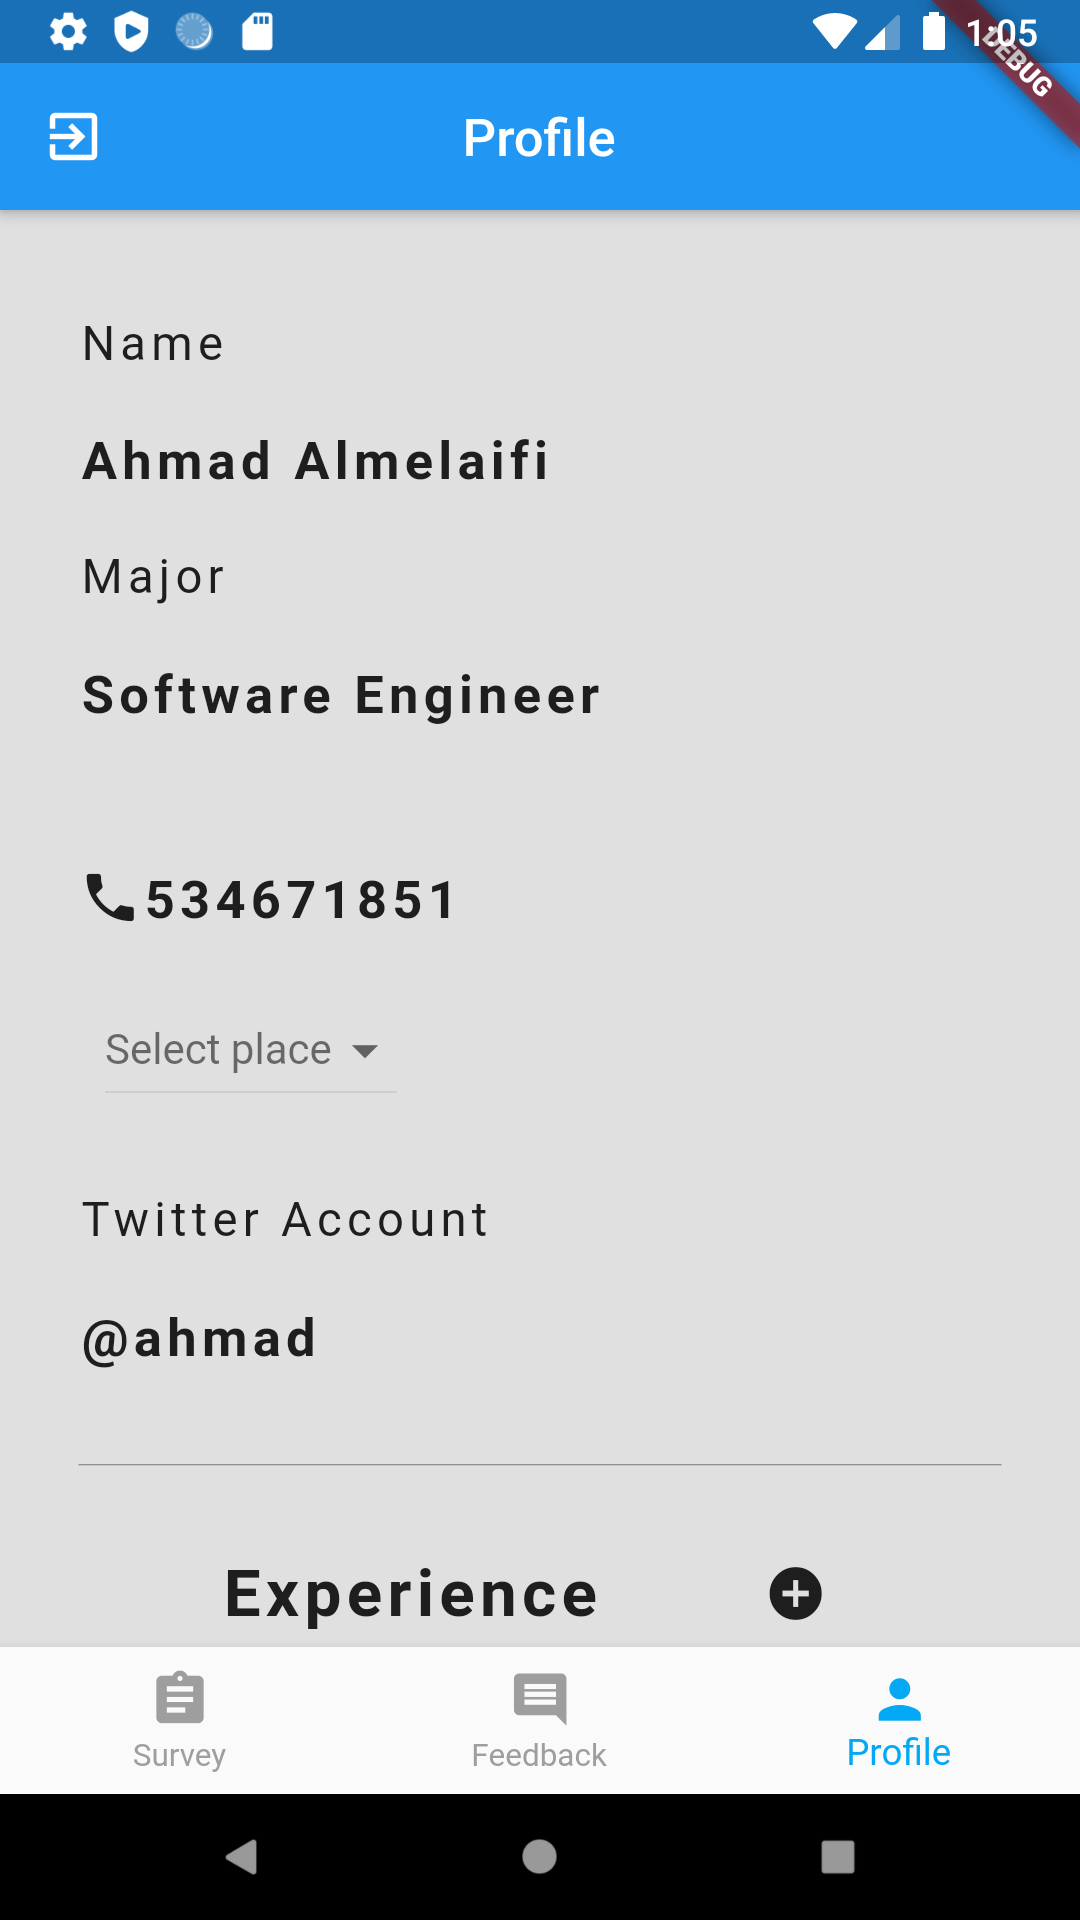 1:05
DEBUG
Profile
Name
Ahmad Almelaifi
Major
Software Engineer
534671851
Select place
Twitter Account
@ahmad
Experience
Survey
Feedback
Profile